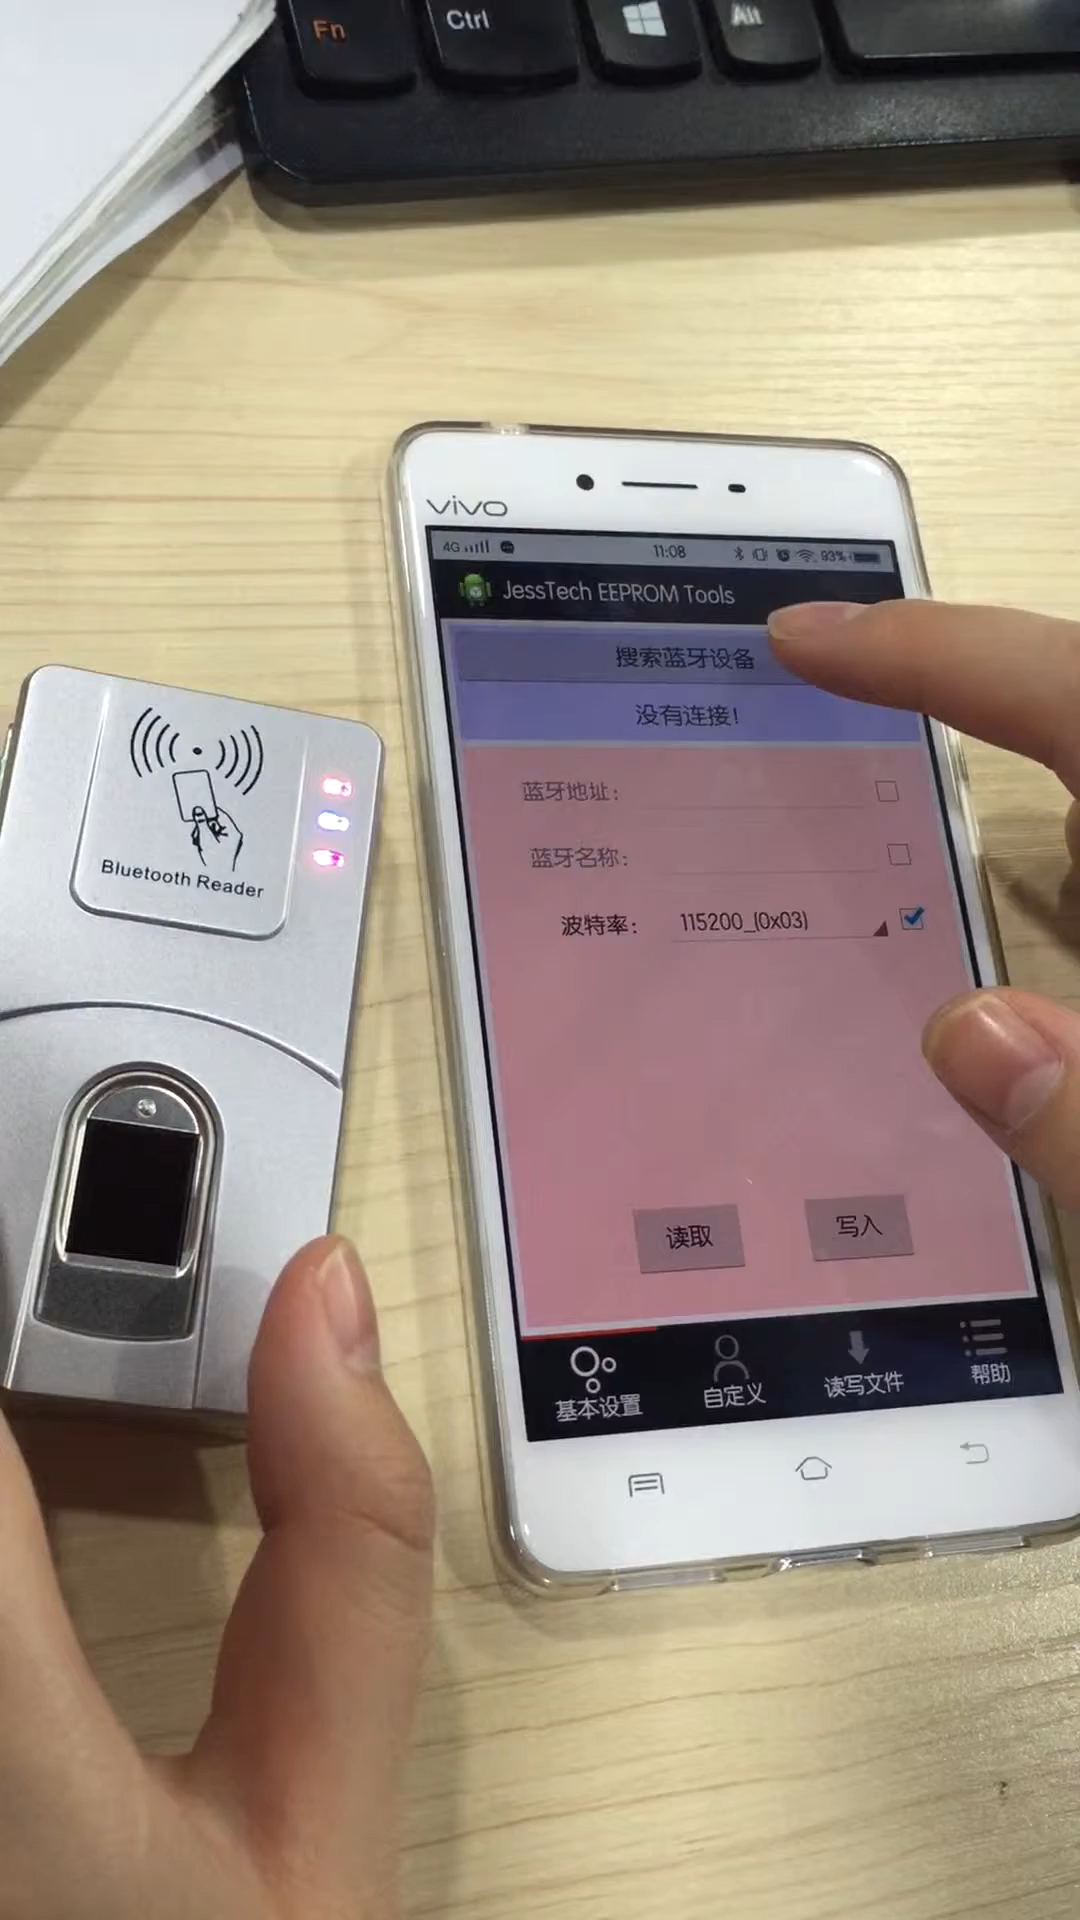 Fn
Ctrl
Alt
vivo
4G
11:08
93%
JessTech EEPROM Tools
搜索蓝牙设备
没有连接!
蓝牙地址:
蓝牙名称:
波特率:
115200_(0x03)
读取
写入
基本设置
自定义
读写文件
帮助
Bluetooth Reader